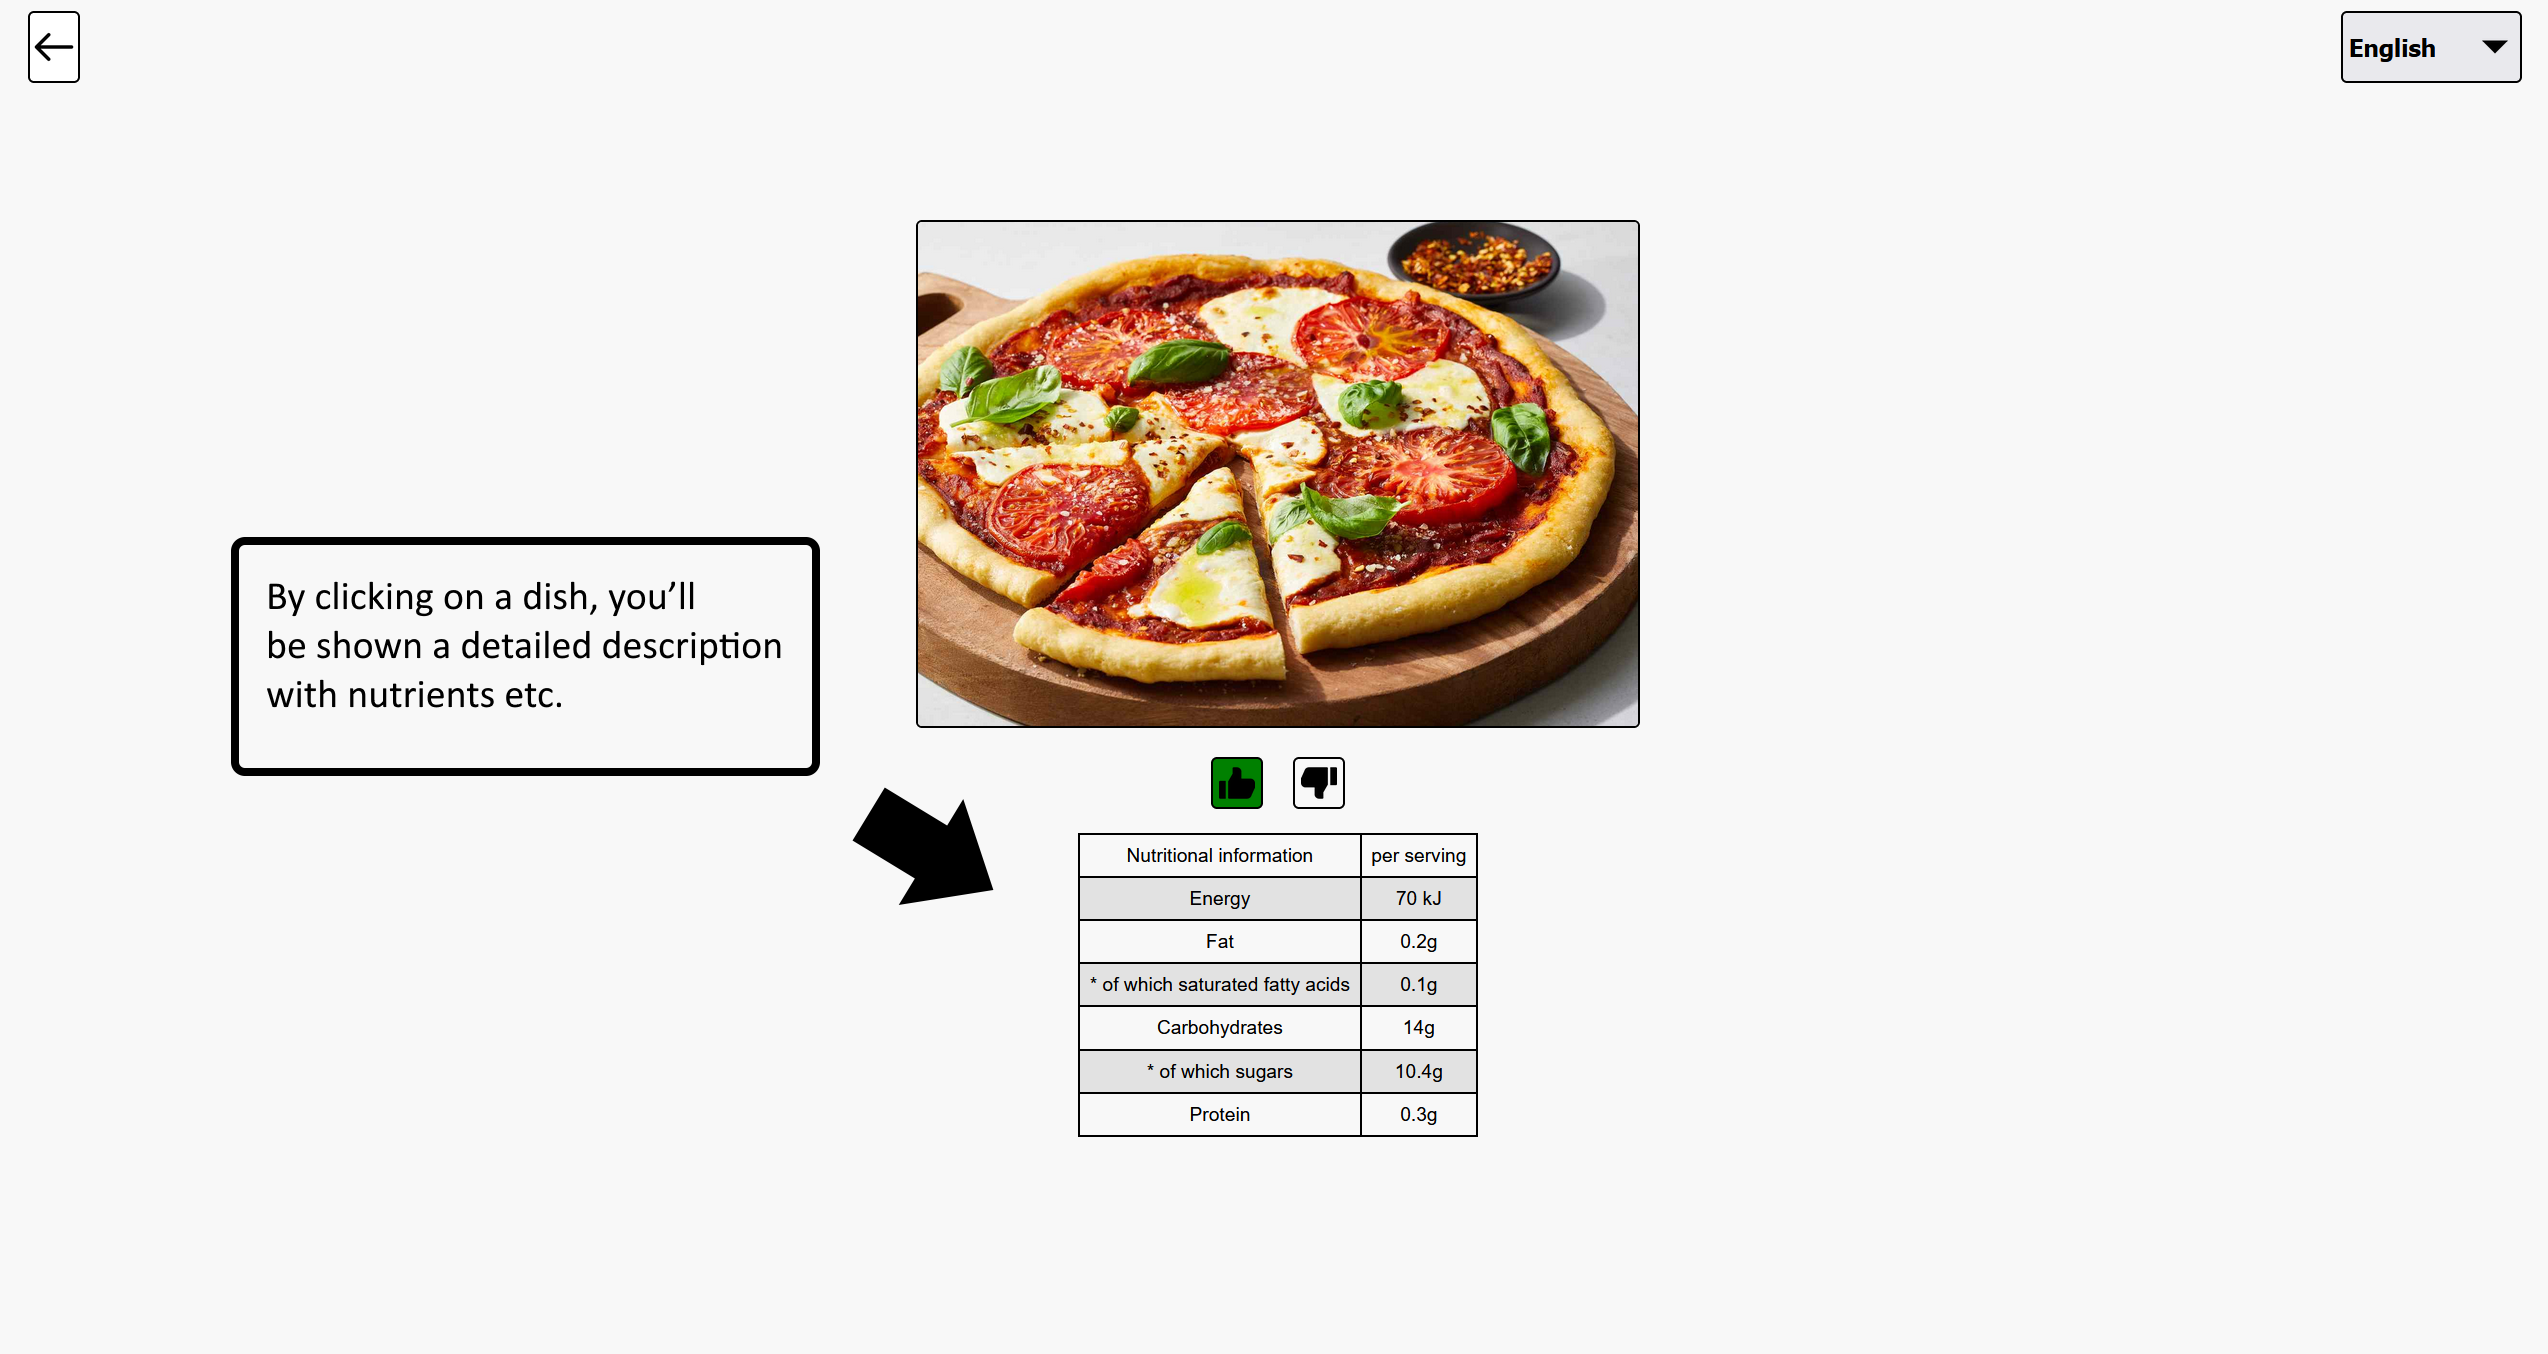 English
By clicking on a dish, you’ll
be shown a detailed description
with nutrients etc.
Nutritional information per serving
Energy 70 kJ
Fat 0.2g
* of which saturated fatty acids 0.1g
Carbohydrates 14g
* of which sugars 10.4g
Protein 0.3g